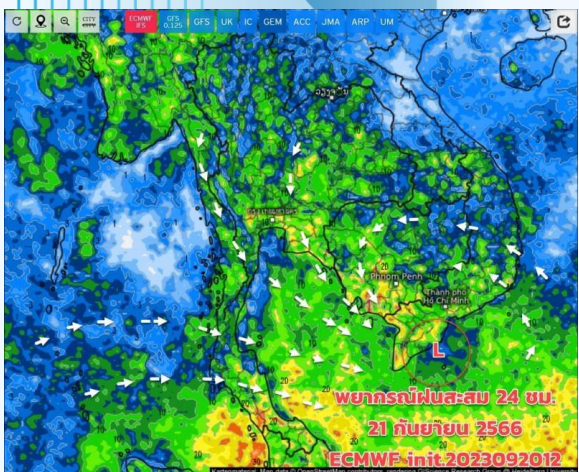 CITY
ECMWF IFS
GFS 0.125
GFS
UK
IC
GEM
ACC
JMA
ARP
UM
Phnom Penh
Thành phố
Hồ Chí Minh
L
พยากรณ์ฝนสะสม 24 ชม.
21 กันยายน 2566
ECMWF init.2023092012